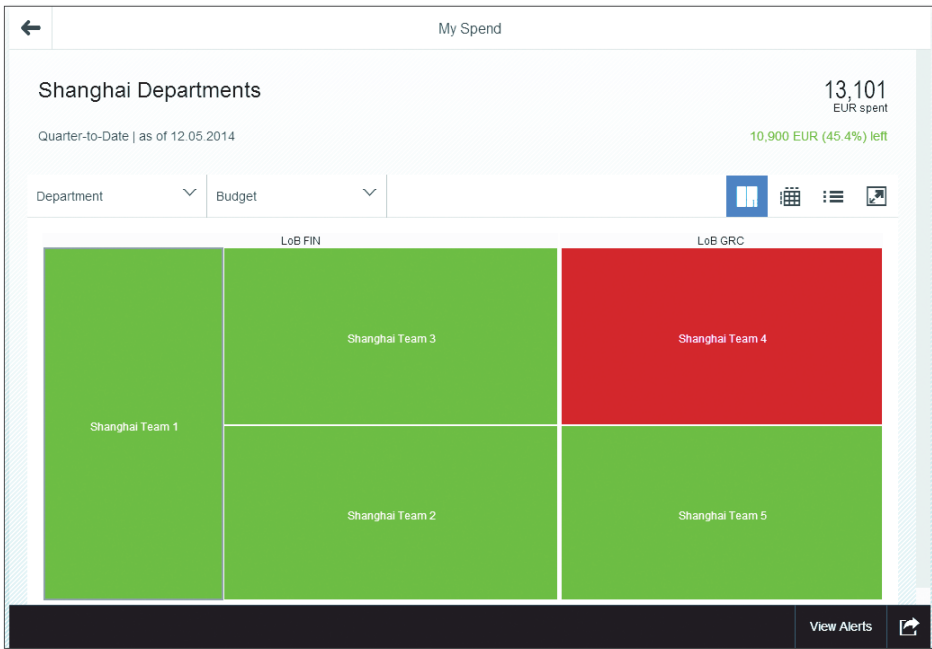 My Spend
Shanghai Departments
13,101
EUR spent
Quarter-to-Date | as of 12.05.2014
10,900 EUR (45.4%) left
Department
Budget
LoB FIN
LoB GRC
Shanghai Team 3
Shanghai Team 4
Shanghai Team 1
Shanghai Team 2
Shanghai Team 5
View Alerts